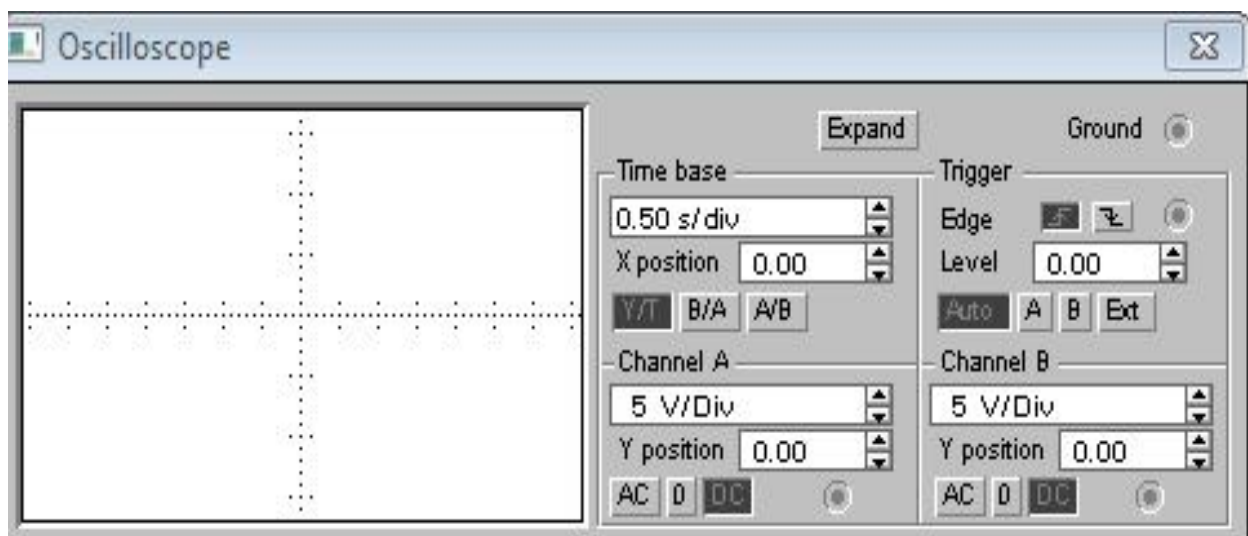 Oscilloscope
Expand
Ground
Time base
0.50 s/div
X position 0.00
Y/T B/A A/B
Trigger
Edge
Level 0.00
Auto A B Ext
Channel A
5 V/Div
Y position 0.00
AC 0 DC
Channel B
5 V/Div
Y position 0.00
AC 0 DC